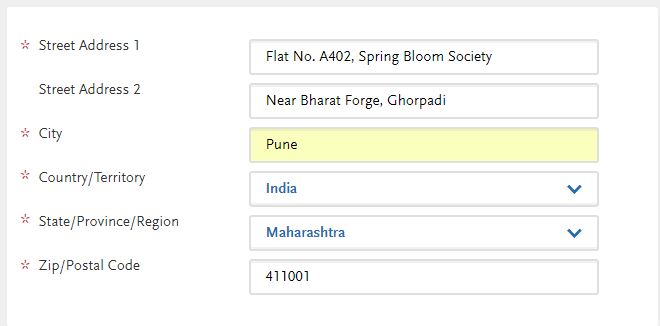 * Street Address 1 Flat No. A402, Spring Bloom Society
Street Address 2 Near Bharat Forge, Ghorpadi
* City Pune
* Country/Territory India
* State/Province/Region Maharashtra
* Zip/Postal Code 411001